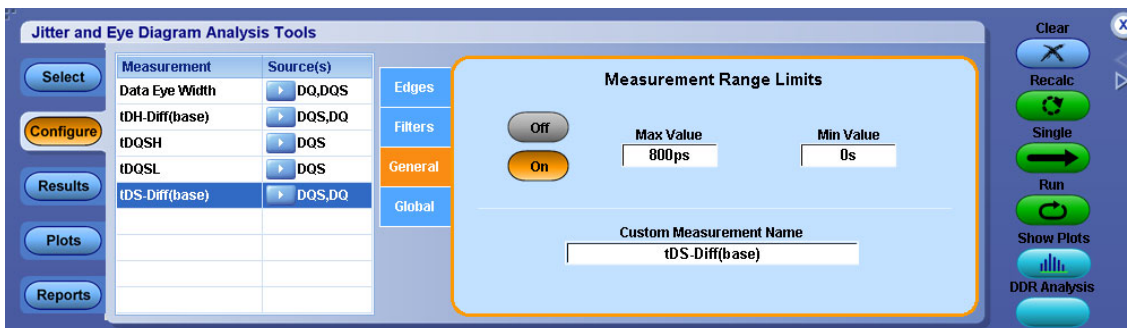 Jitter and Eye Diagram Analysis Tools
Clear
X
Select
Configure
Results
Plots
Reports
Measurement Source(s)
Data Eye Width DQ,DQS
tDH-Diff(base) DQS,DQ
tDQSH DQS
tDQSL DQS
tDS-Diff(base) DQS,DQ
Edges
Filters
General
Global
Measurement Range Limits
Off
On
Max Value
800ps
Min Value
0s
Custom Measurement Name
tDS-Diff(base)
Recalc
Single
Run
Show Plots
DDR Analysis